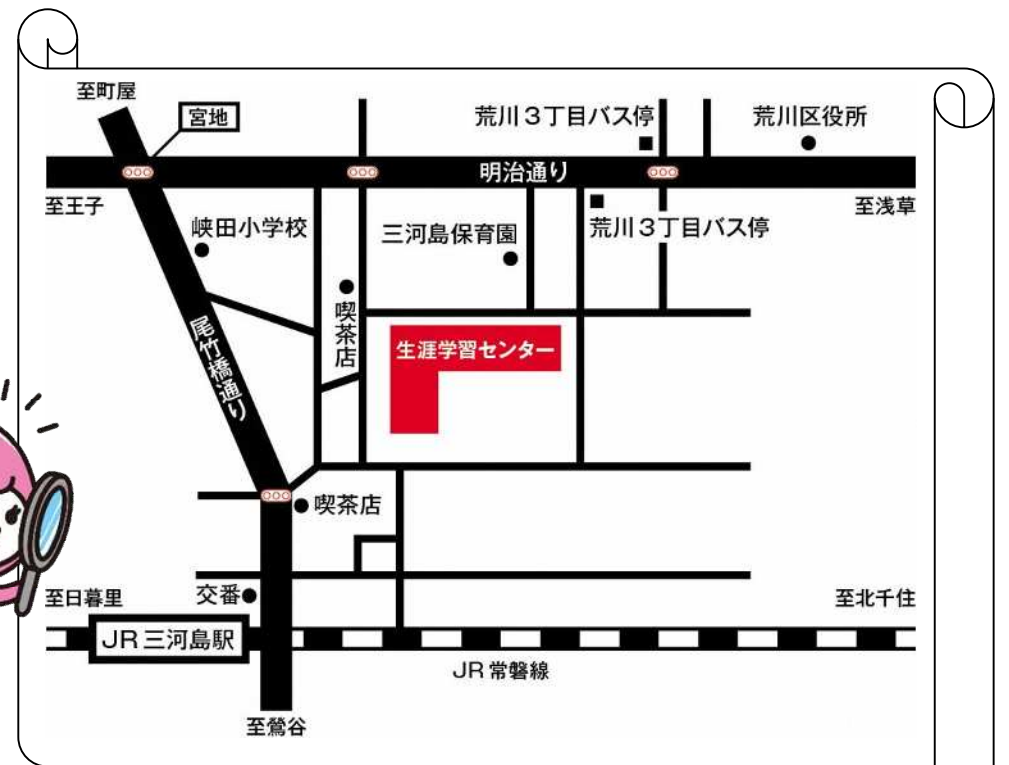 至町屋
宮地
荒川３丁目バス停
荒川区役所
明治通り
至王子
至浅草
峡田小学校
三河島保育園
荒川３丁目バス停
喫茶店
生涯学習センター
尾竹橋通り
喫茶店
至日暮里
交番
至北千住
JR三河島駅
JR常磐線
至鶯谷